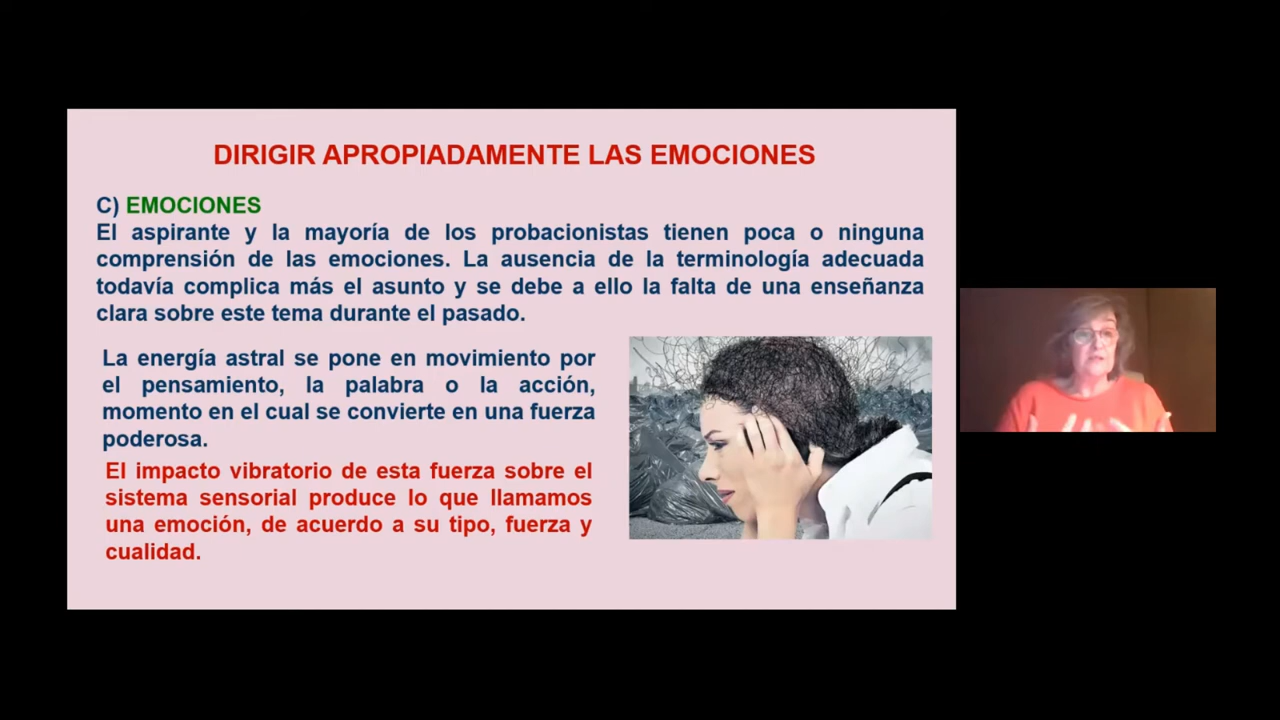 DIRIGIR APROPIADAMENTE LAS EMOCIONES
C) EMOCIONES
El aspirante y la mayoría de los probacionistas tienen poca o ninguna
comprensión de las emociones. La ausencia de la terminología adecuada
todavía complica más el asunto y se debe a ello la falta de una enseñanza
clara sobre este tema durante el pasado.
La energía astral se pone en movimiento por
el pensamiento, la palabra o la acción,
momento en el cual se convierte en una fuerza
poderosa.
El impacto vibratorio de esta fuerza sobre el
sistema sensorial produce lo que llamamos
una emoción, de acuerdo a su tipo, fuerza y
cualidad.